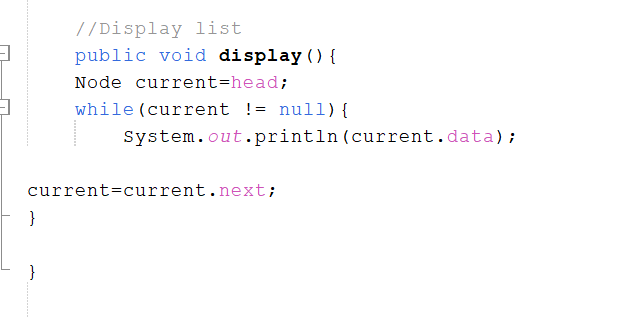 //Display list
public void display(){
Node current=head;
while(current != null){
System.out.println(current.data);
current=current.next;
}
}